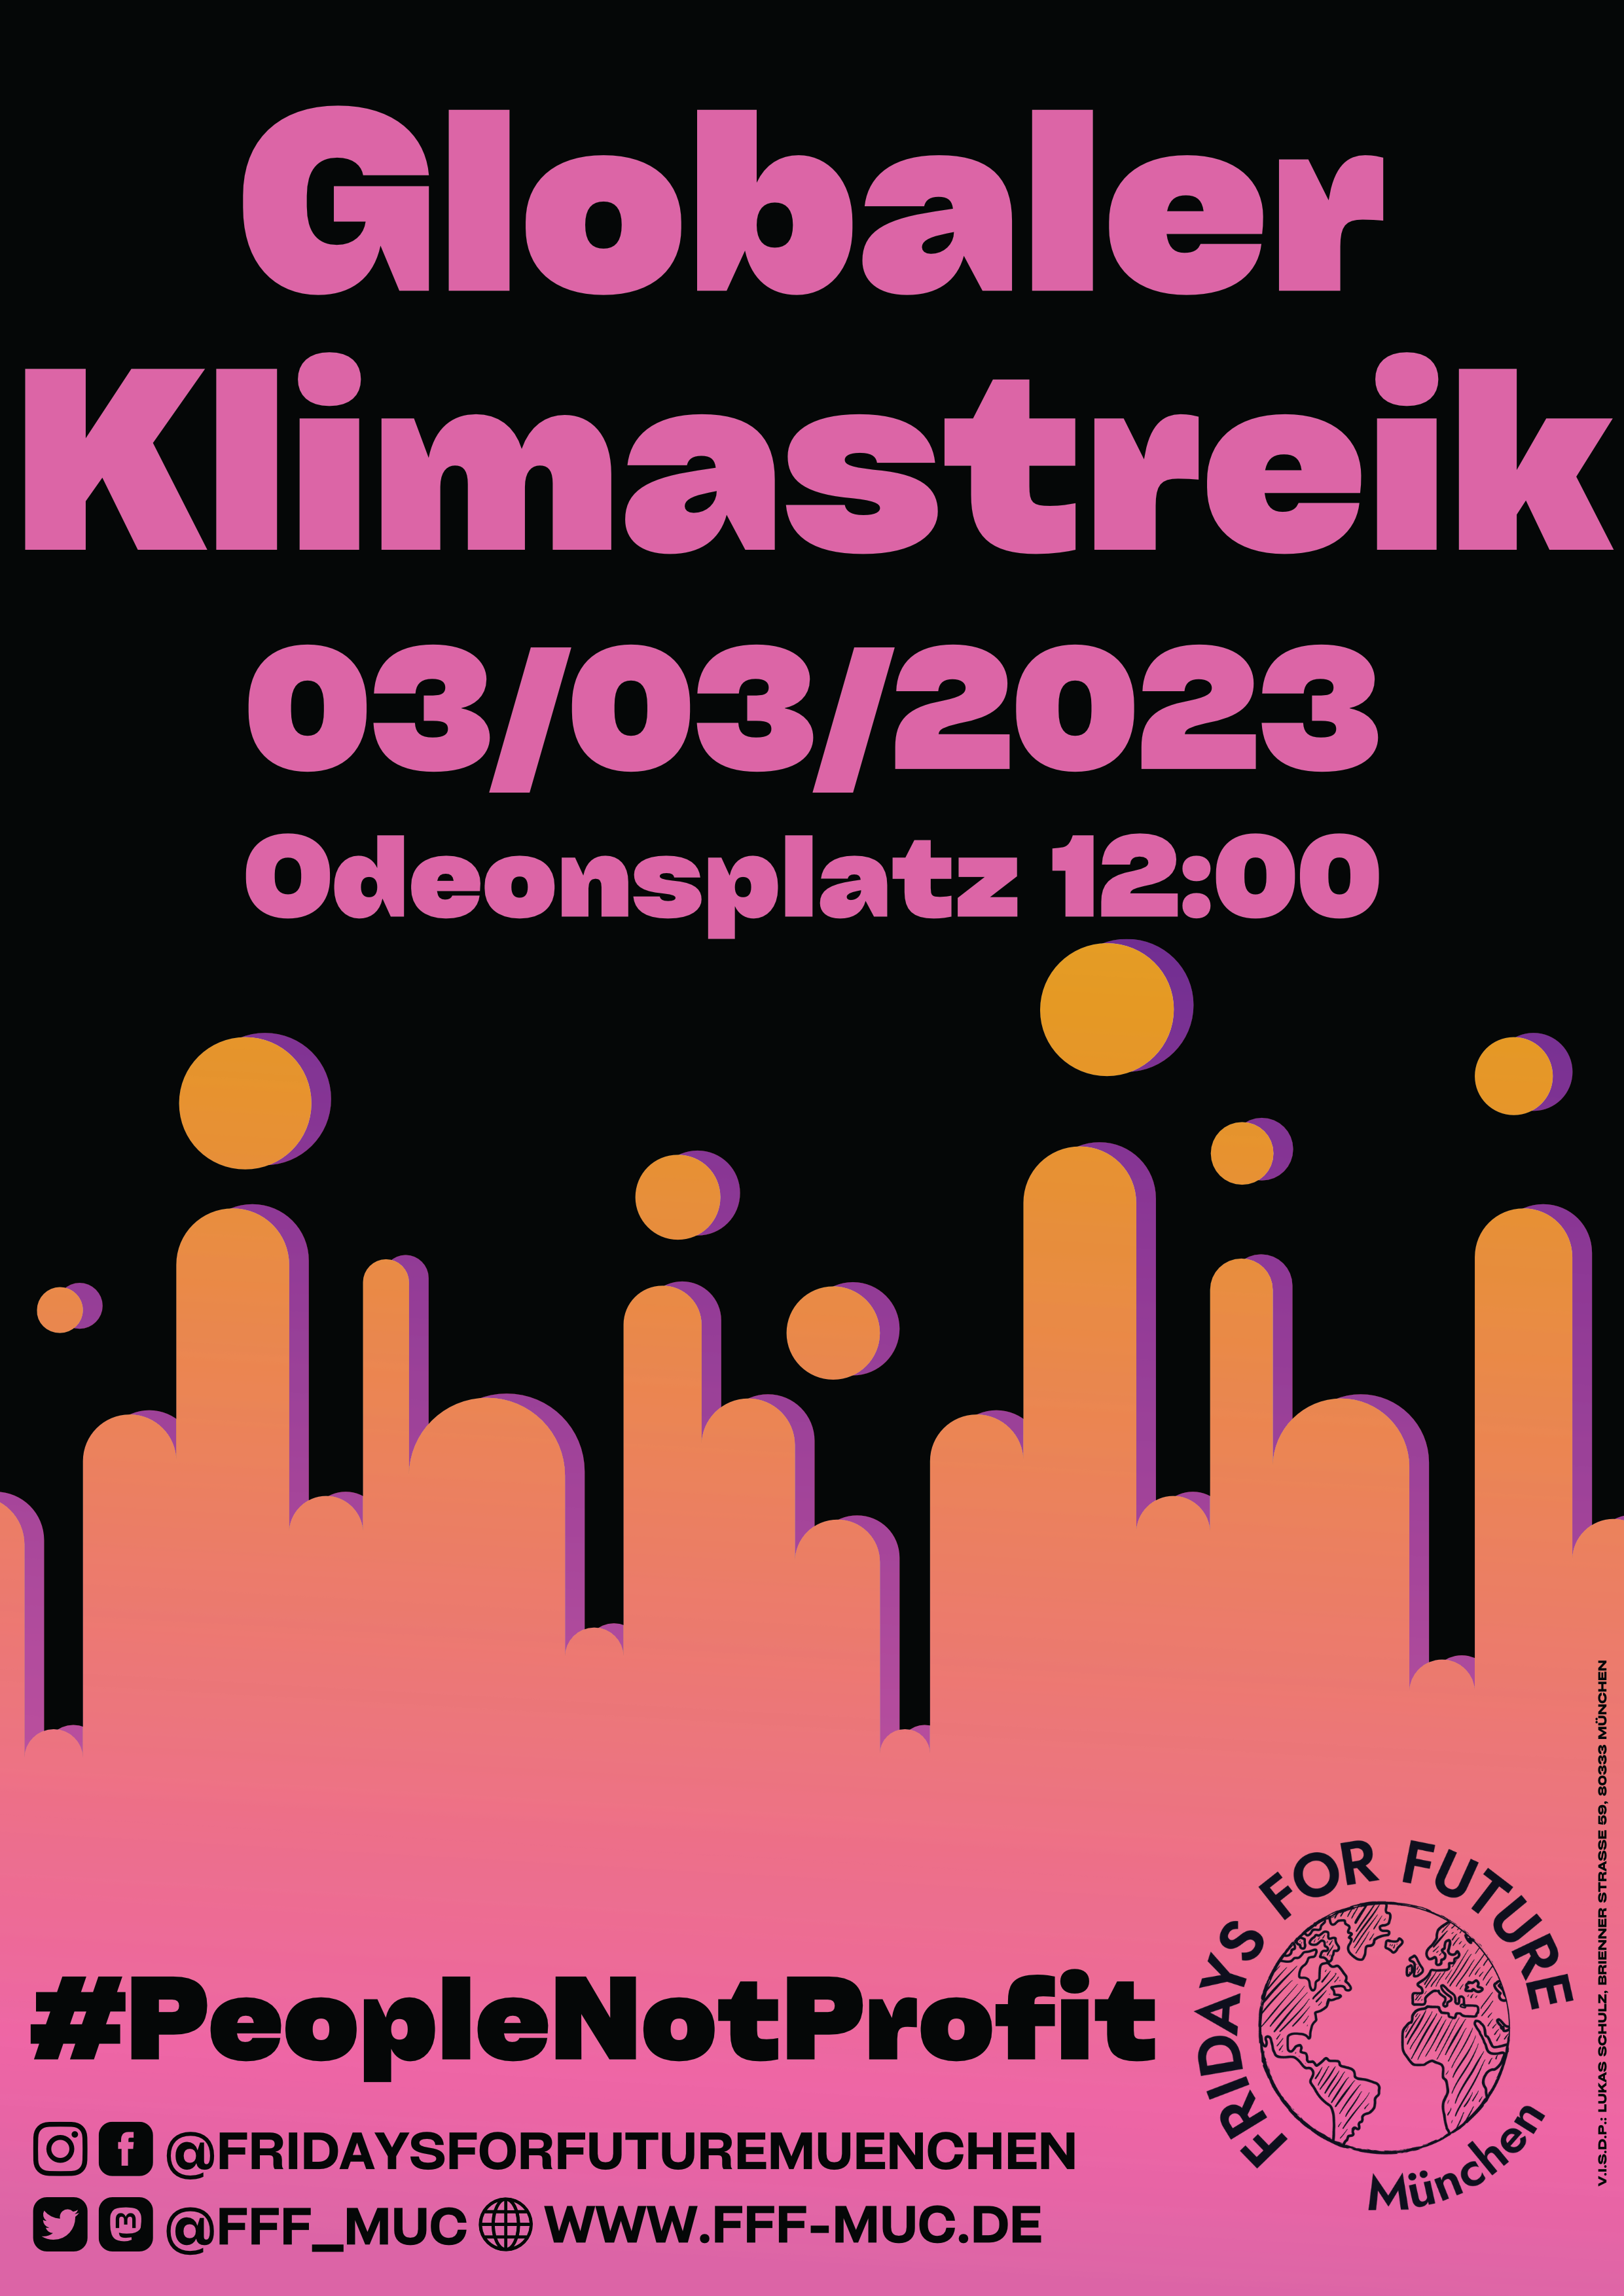 Globaler
Klimastreik
03/03/2023
Odeonsplatz 12:00
#PeopleNotProfit
@FRIDAYSFORFUTUREMUENCHEN
@FFF_MUC WWW.FFF-MUC.DE
FRIDAYS FOR FUTURE
München
V.I.S.D.P.: LUKAS SCHULZ, BRIENNER STRASSE 59, 80333 MÜNCHEN